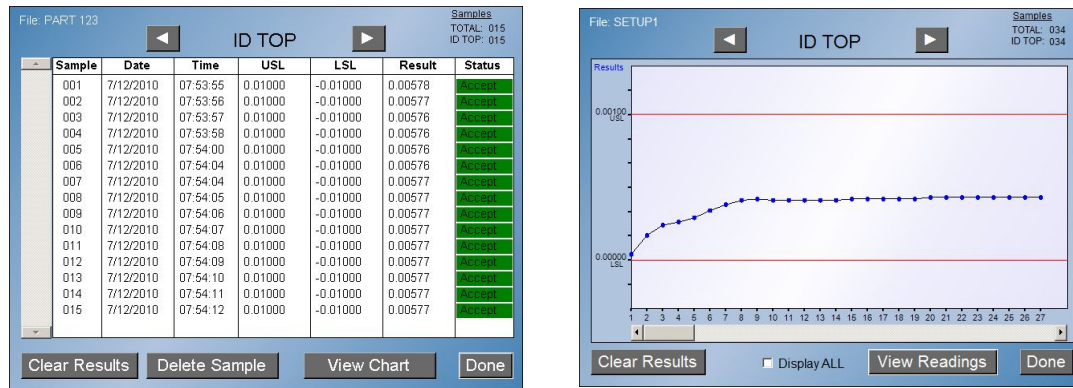 File: PART 123
Samples
TOTAL: 015
ID TOP: 015
ID TOP
Sample Date Time USL LSL Result Status
001 7/12/2010 07:53:55 0.01000 -0.01000 0.00578 Accept
002 7/12/2010 07:53:56 0.01000 -0.01000 0.00577 Accept
003 7/12/2010 07:53:57 0.01000 -0.01000 0.00576 Accept
004 7/12/2010 07:53:58 0.01000 -0.01000 0.00576 Accept
005 7/12/2010 07:54:00 0.01000 -0.01000 0.00576 Accept
006 7/12/2010 07:54:04 0.01000 -0.01000 0.00576 Accept
007 7/12/2010 07:54:04 0.01000 -0.01000 0.00577 Accept
008 7/12/2010 07:54:05 0.01000 -0.01000 0.00577 Accept
009 7/12/2010 07:54:06 0.01000 -0.01000 0.00577 Accept
010 7/12/2010 07:54:07 0.01000 -0.01000 0.00577 Accept
011 7/12/2010 07:54:08 0.01000 -0.01000 0.00577 Accept
012 7/12/2010 07:54:09 0.01000 -0.01000 0.00577 Accept
013 7/12/2010 07:54:10 0.01000 -0.01000 0.00577 Accept
014 7/12/2010 07:54:11 0.01000 -0.01000 0.00577 Accept
015 7/12/2010 07:54:12 0.01000 -0.01000 0.00577 Accept
Clear Results Delete Sample View Chart Done
File: SETUP1
Samples
TOTAL: 034
ID TOP: 034
ID TOP
Results
0.00100
USL
0.00000
LSL
1 2 3 4 5 6 7 8 9 10 11 12 13 14 15 16 17 18 19 20 21 22 23 24 25 26 27
Clear Results Display ALL View Readings Done